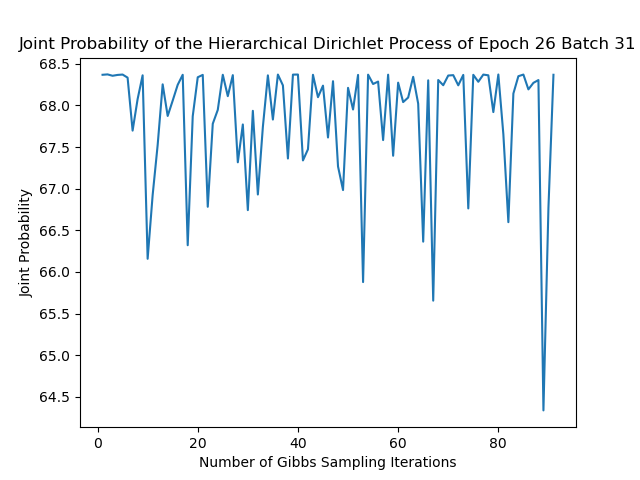 Joint Probability of the Hierarchical Dirichlet Process of Epoch 26 Batch 31
68.5
68.0
67.5
67.0
66.5
66.0
65.5
65.0
64.5
Joint Probability
0 20 40 60 80
Number of Gibbs Sampling Iterations